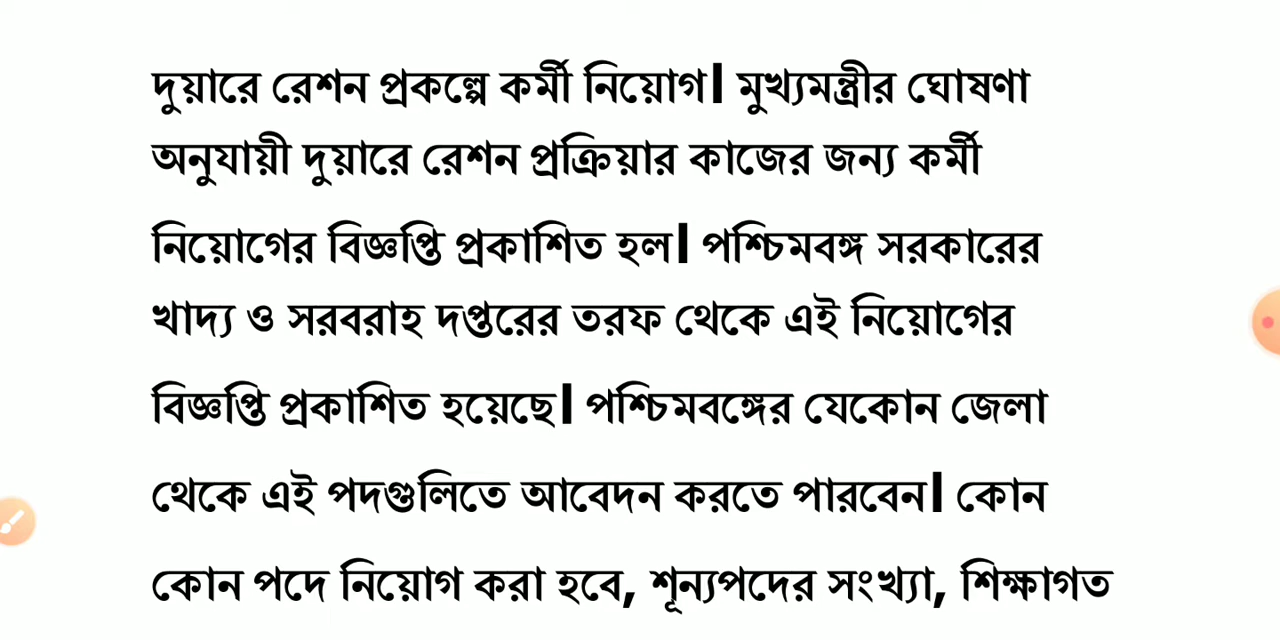 দুয়ারে রেশন প্রকল্পে কর্মী নিয়োগ। মুখ্যমন্ত্রীর ঘোষণা
অনুযায়ী দুয়ারে রেশন প্রক্রিয়ার কাজের জন্য কর্মী
নিয়োগের বিজ্ঞপ্তি প্রকাশিত হল। পশ্চিমবঙ্গ সরকারের
খাদ্য ও সরবরাহ দপ্তরের তরফ থেকে এই নিয়োগের
বিজ্ঞপ্তি প্রকাশিত হয়েছে। পশ্চিমবঙ্গের যেকোন জেলা
থেকে এই পদগুলিতে আবেদন করতে পারবেন। কোন
কোন পদে নিয়োগ করা হবে, শূন্যপদের সংখ্যা, শিক্ষাগত